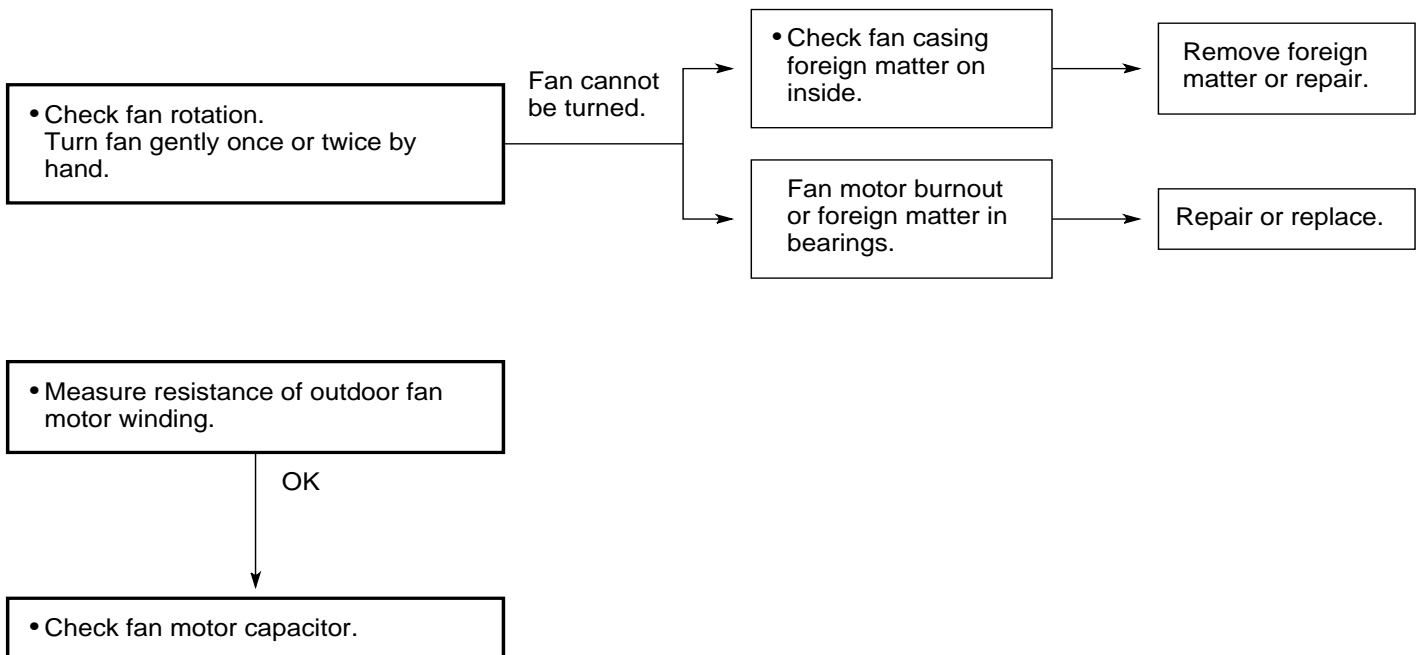 • Check fan rotation.
Turn fan gently once or twice by
hand.
Fan cannot
be turned.
• Check fan casing
foreign matter on
inside.
Remove foreign
matter or repair.
Fan motor burnout
or foreign matter in
bearings.
Repair or replace.
• Measure resistance of outdoor fan
motor winding.
OK
• Check fan motor capacitor.